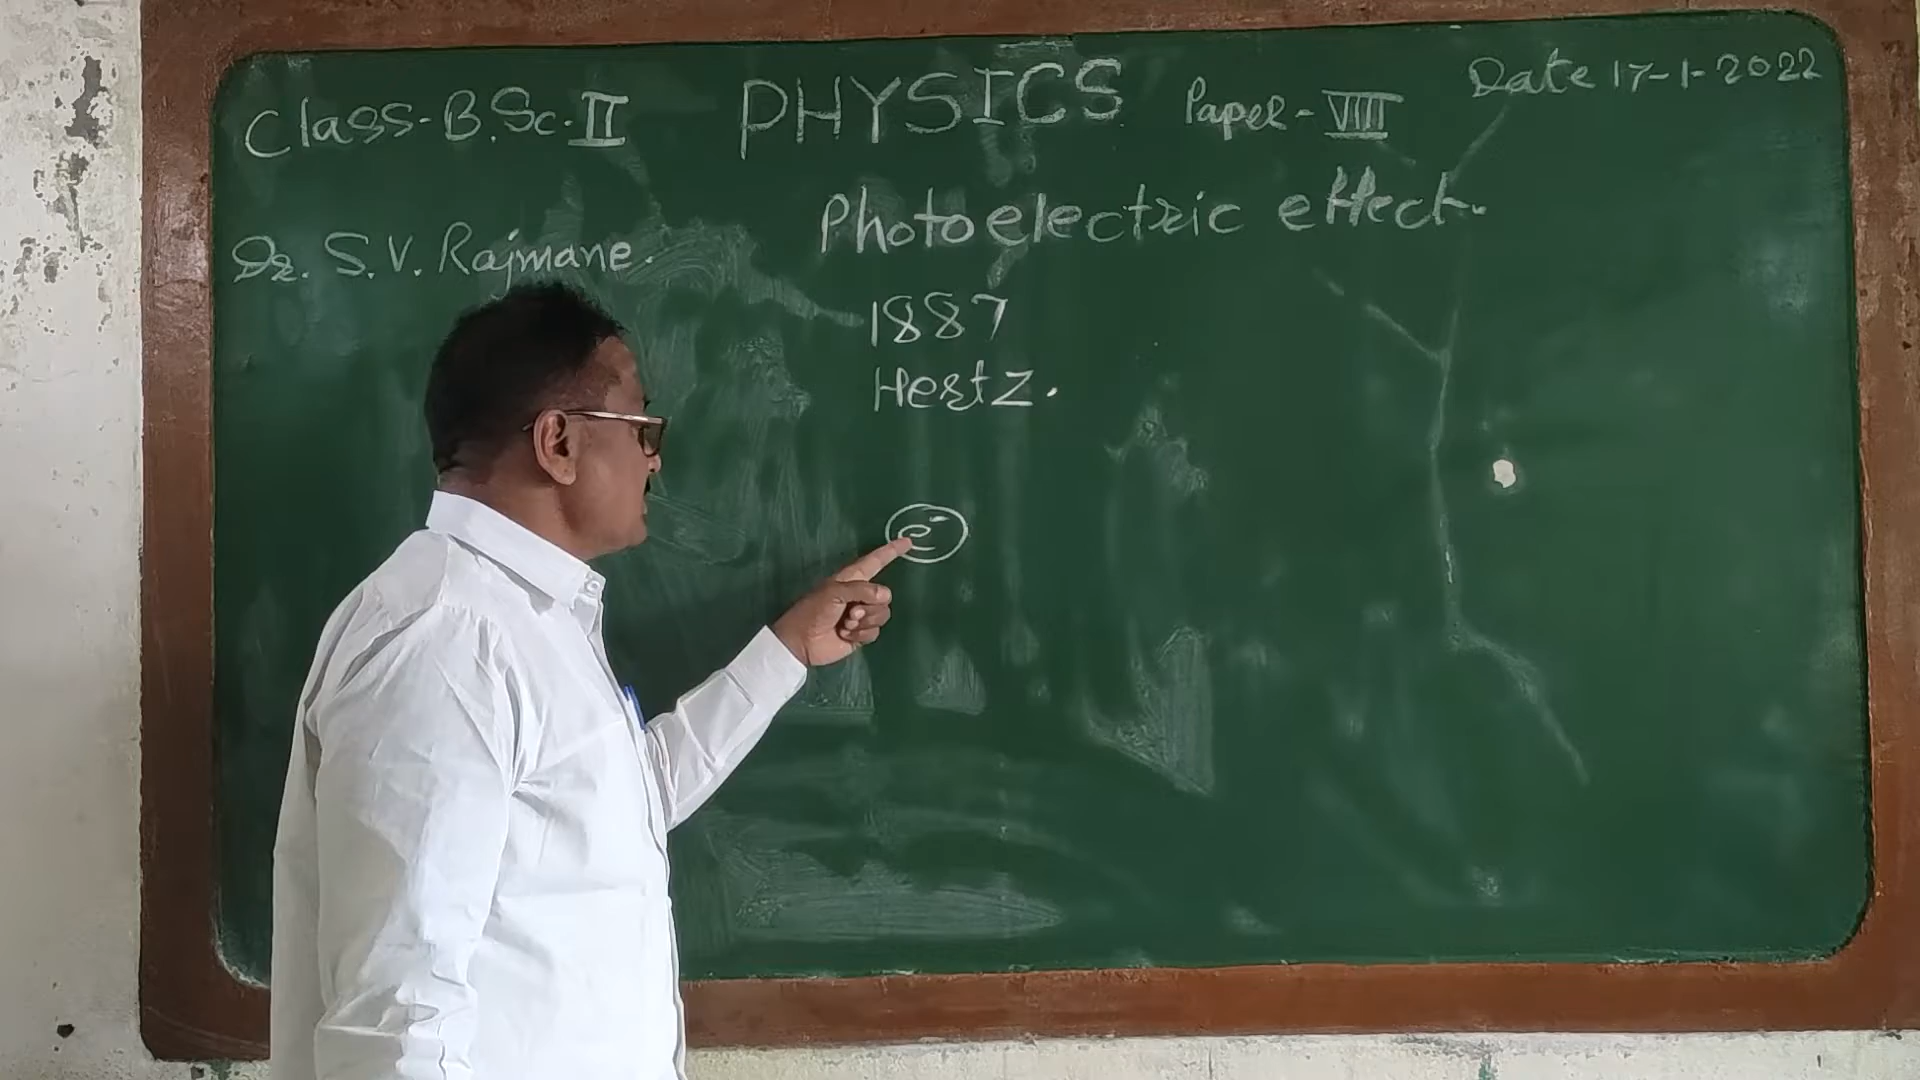 Class-B.Sc.II PHYSICS Paper-VIII Date 17-1-2022
Photoelectric effect.
Dr. S.V. Rajmane.
1887
Hertz.
e-